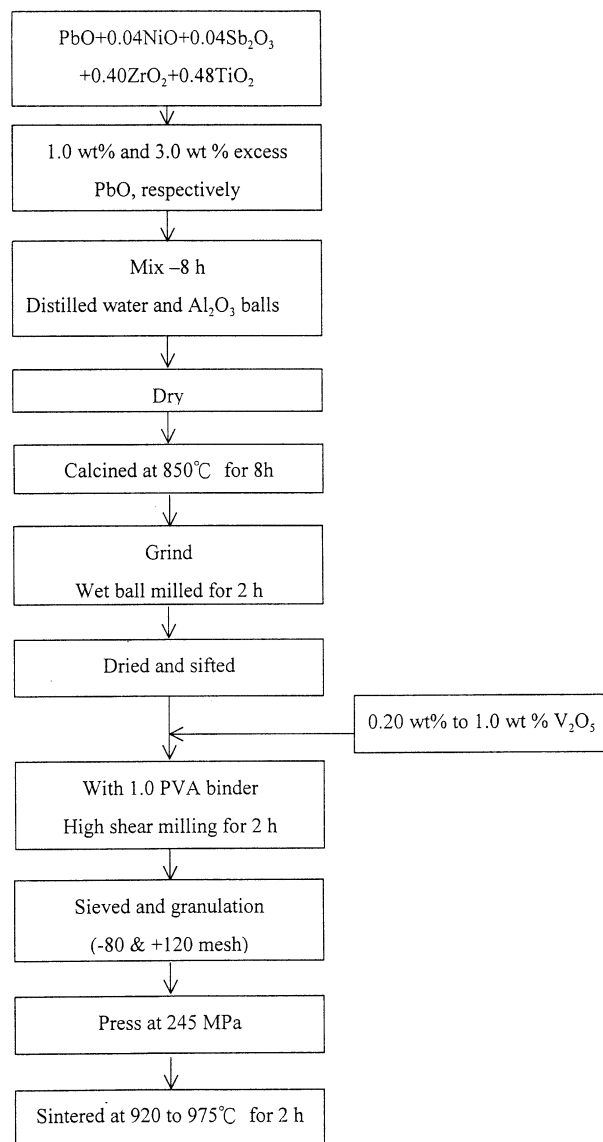 PbO+0.04NiO+0.04Sb₂O₃
+0.40ZrO₂+0.48TiO₂
1.0 wt% and 3.0 wt % excess
PbO, respectively
Mix –8 h
Distilled water and Al₂O₃ balls
Dry
Calcined at 850℃ for 8h
Grind
Wet ball milled for 2 h
Dried and sifted
0.20 wt% to 1.0 wt % V₂O₅
With 1.0 PVA binder
High shear milling for 2 h
Sieved and granulation
(-80 & +120 mesh)
Press at 245 MPa
Sintered at 920 to 975℃ for 2 h